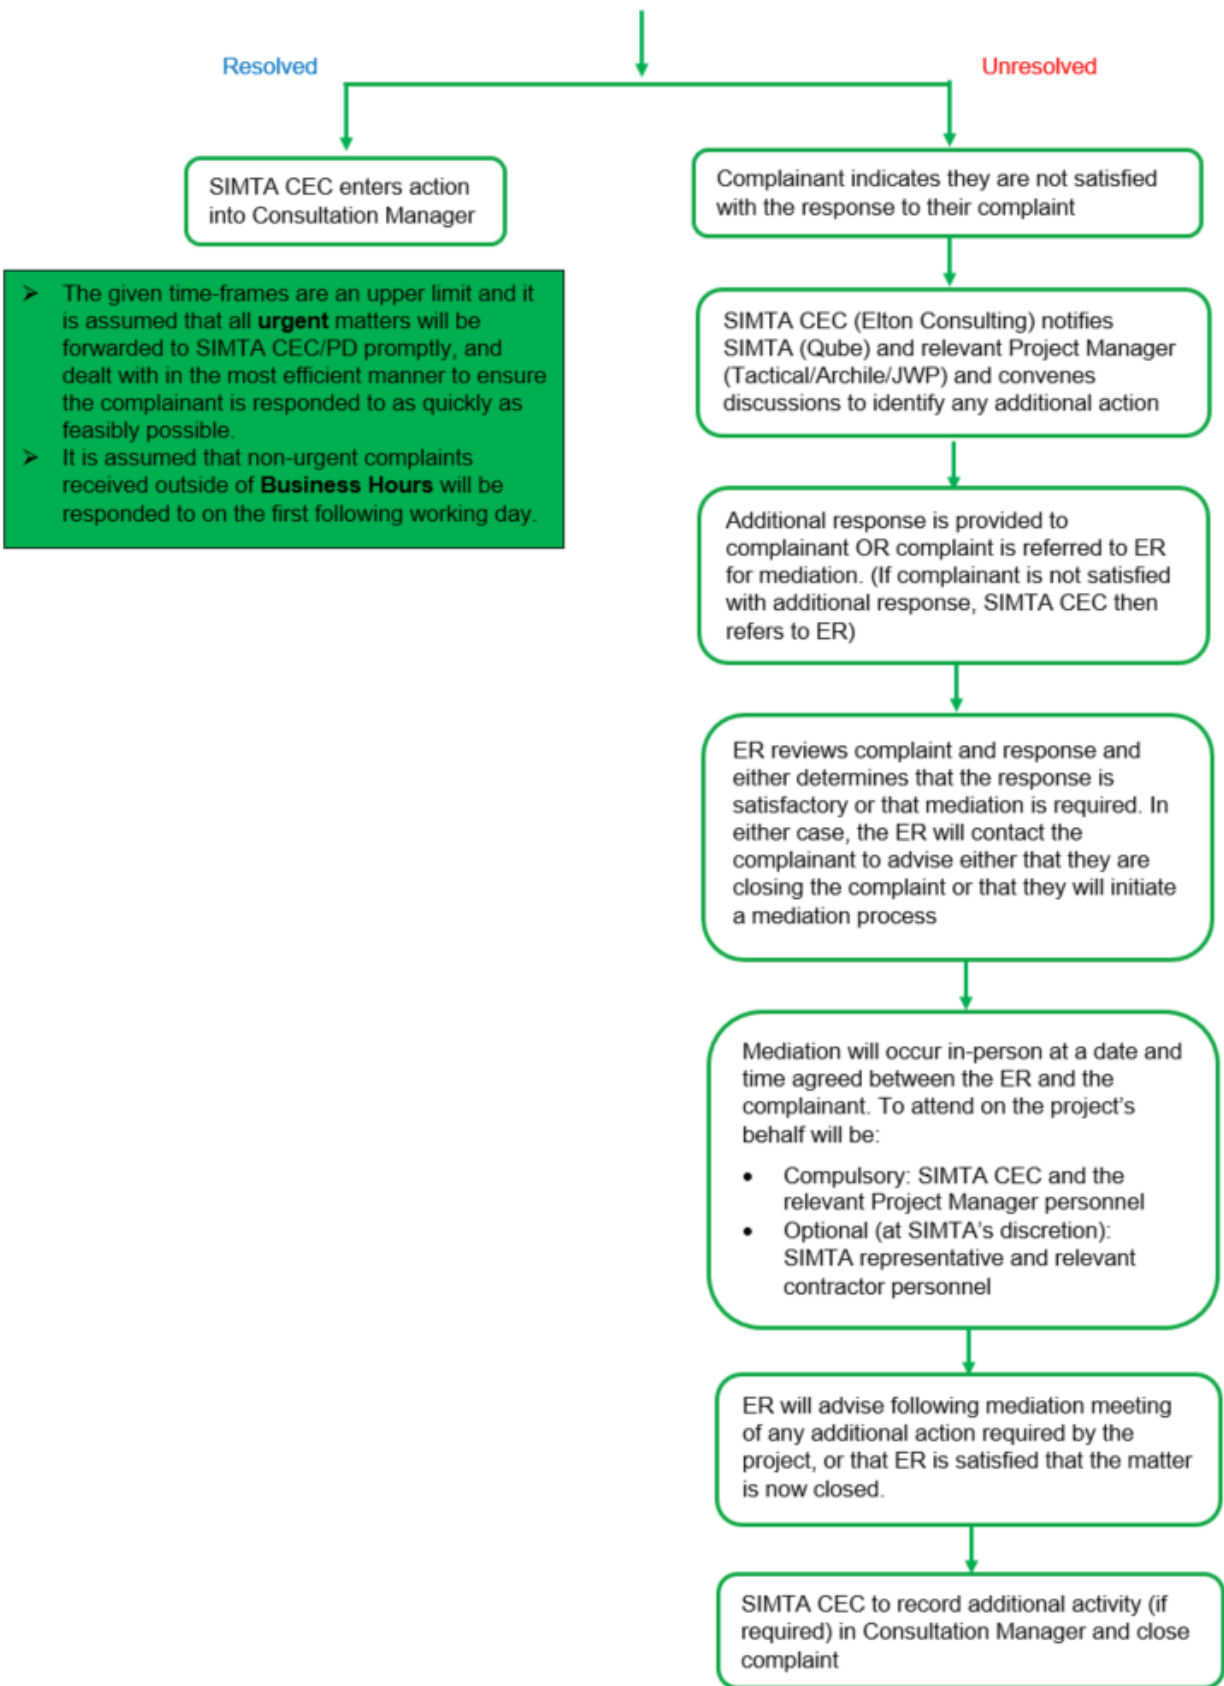 Resolved
Unresolved
SIMTA CEC enters action
into Consultation Manager
➢ The given time-frames are an upper limit and it
is assumed that all urgent matters will be
forwarded to SIMTA CEC/PD promptly, and
dealt with in the most efficient manner to ensure
the complainant is responded to as quickly as
feasibly possible.
➢ It is assumed that non-urgent complaints
received outside of Business Hours will be
responded to on the first following working day.
Complainant indicates they are not satisfied
with the response to their complaint
SIMTA CEC (Elton Consulting) notifies
SIMTA (Qube) and relevant Project Manager
(Tactical/Archile/JWP) and convenes
discussions to identify any additional action
Additional response is provided to
complainant OR complaint is referred to ER
for mediation. (If complainant is not satisfied
with additional response, SIMTA CEC then
refers to ER)
ER reviews complaint and response and
either determines that the response is
satisfactory or that mediation is required. In
either case, the ER will contact the
complainant to advise either that they are
closing the complaint or that they will initiate
a mediation process
Mediation will occur in-person at a date and
time agreed between the ER and the
complainant. To attend on the project's
behalf will be:
• Compulsory: SIMTA CEC and the
relevant Project Manager personnel
• Optional (at SIMTA's discretion):
SIMTA representative and relevant
contractor personnel
ER will advise following mediation meeting
of any additional action required by the
project, or that ER is satisfied that the matter
is now closed.
SIMTA CEC to record additional activity (if
required) in Consultation Manager and close
complaint